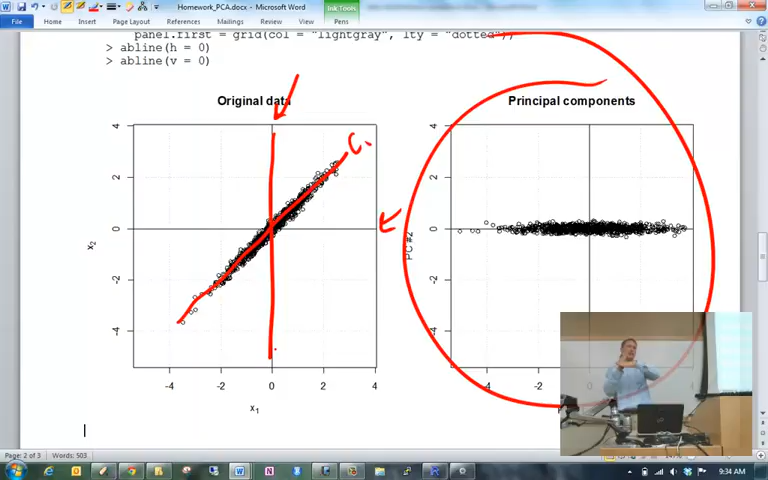 Homework_PCA.docx
Ink Tools
File
Home
Insert
Page Layout
References
Mailings
Review
View
Pens
panel.first = grid(col = "lightgray", lty = "dotted"));
> abline(h = 0)
> abline(v = 0)
Original data
4
2
0
-2
-4
x2
-4 -2 0 2 4
x1
Principal components
4
2
0
-2
-4
PC #2
-4 -2
Page: 2 of 3
Words: 503
9:34 AM